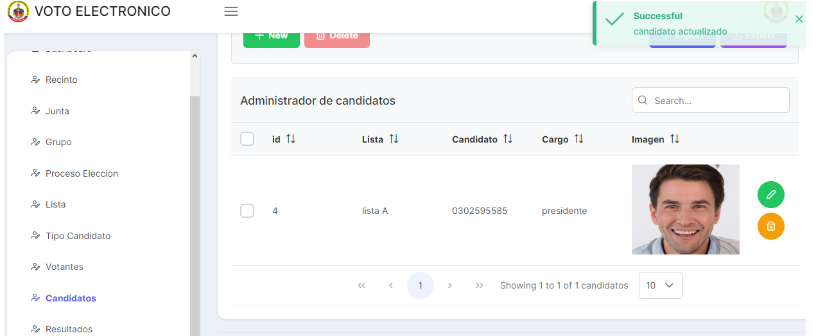 VOTO ELECTRONICO
Successful
candidato actualizado
New
Delete
Dashboard
Recinto
Junta
Grupo
Proceso Eleccion
Lista
Tipo Candidato
Votantes
Candidatos
Resultados
Administrador de candidatos
Search...
id Lista Candidato Cargo Imagen
4 lista A 0302595585 presidente
<< < 1 > >> Showing 1 to 1 of 1 candidatos 10